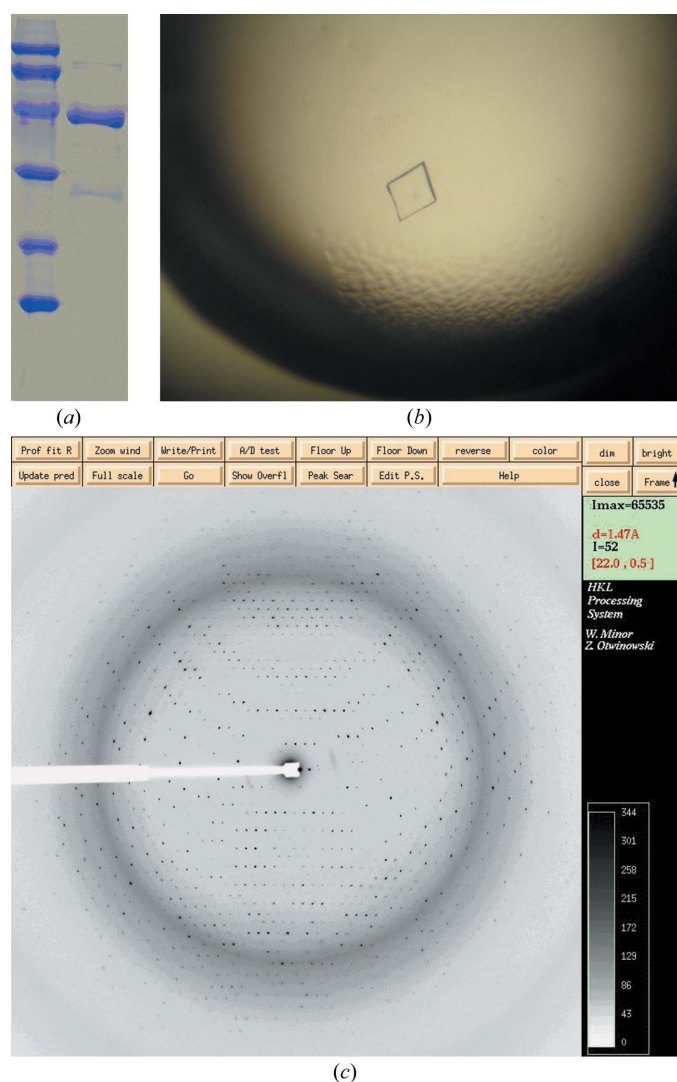 (a)
(b)
Prof fit R Zoom wind Write/Print A/D test Floor Up Floor Down reverse color dim bright
Update pred Full scale Go Show Overfl Peak Sear Edit P.S. Help close Frame
Imax=65535
d=1.47A
I=52
[22.0 , 0.5 ]
HKL
Processing
System
W. Minor
Z. Otwinowski
344
301
258
215
172
129
86
43
0
(c)